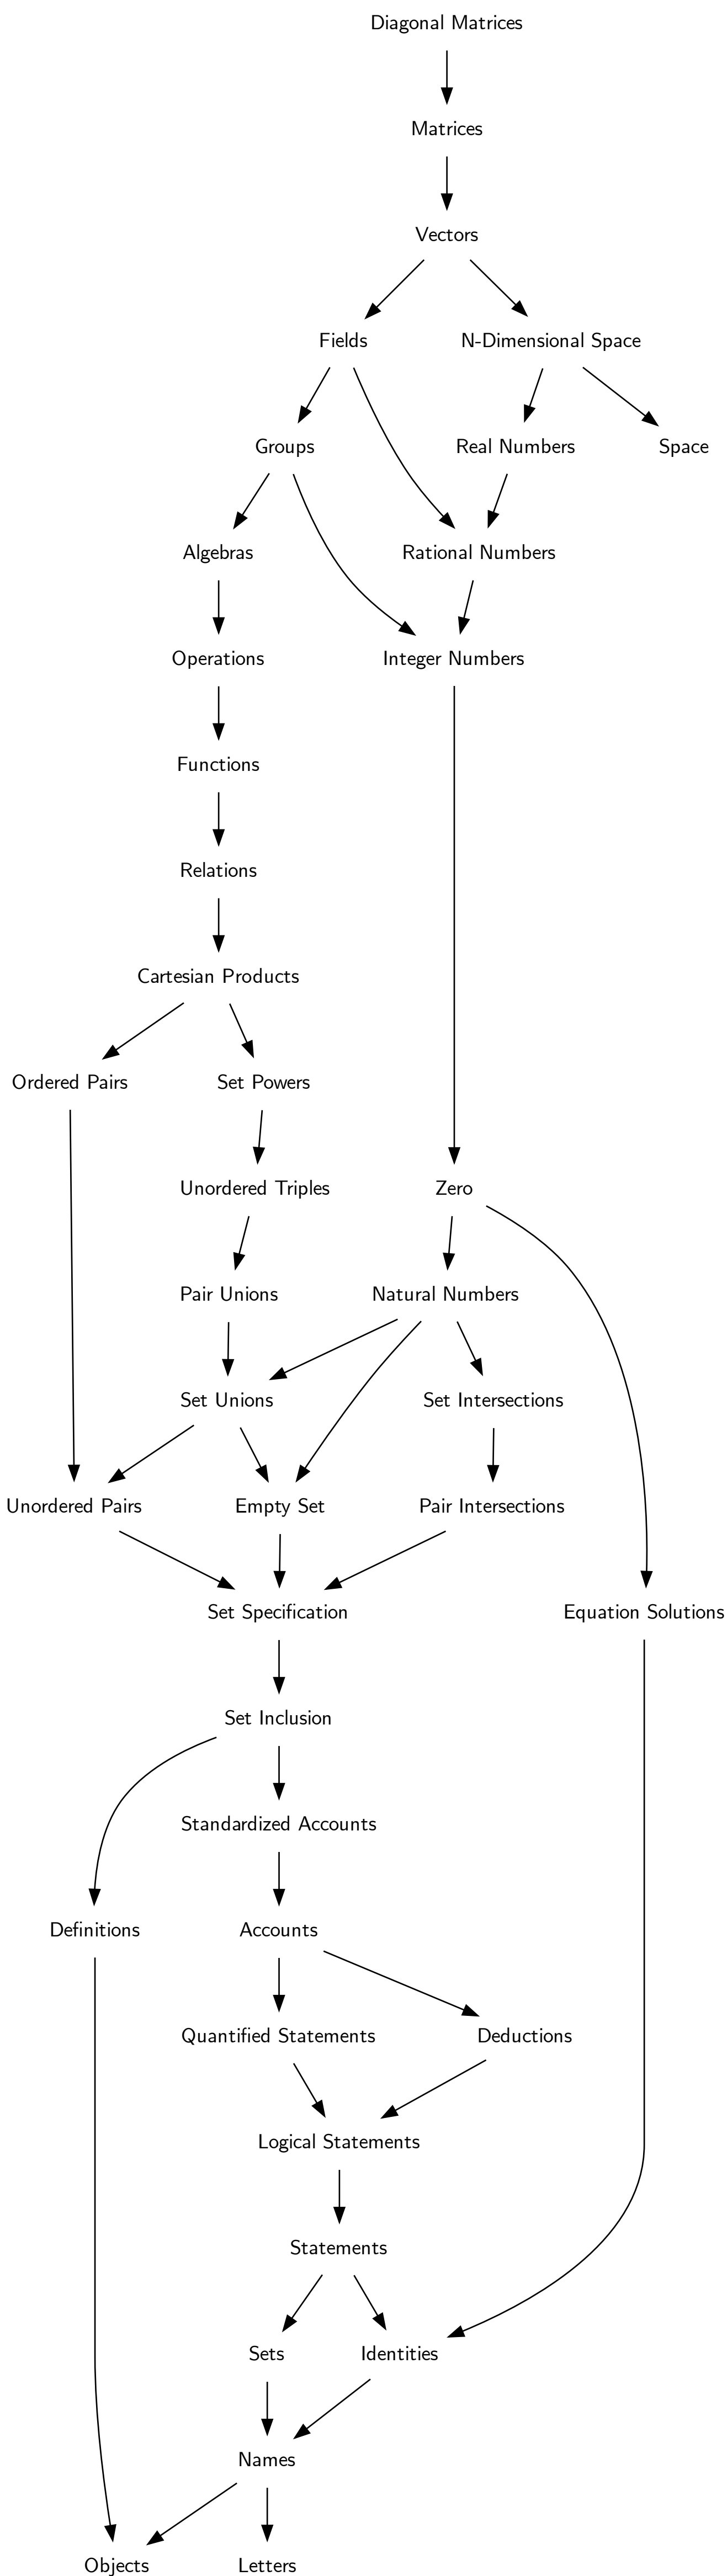 Diagonal Matrices
Matrices
Vectors
Fields
N-Dimensional Space
Groups
Real Numbers
Space
Algebras
Rational Numbers
Operations
Integer Numbers
Functions
Relations
Cartesian Products
Ordered Pairs
Set Powers
Unordered Triples
Zero
Pair Unions
Natural Numbers
Set Unions
Set Intersections
Unordered Pairs
Empty Set
Pair Intersections
Set Specification
Equation Solutions
Set Inclusion
Standardized Accounts
Definitions
Accounts
Quantified Statements
Deductions
Logical Statements
Statements
Sets
Identities
Names
Objects
Letters